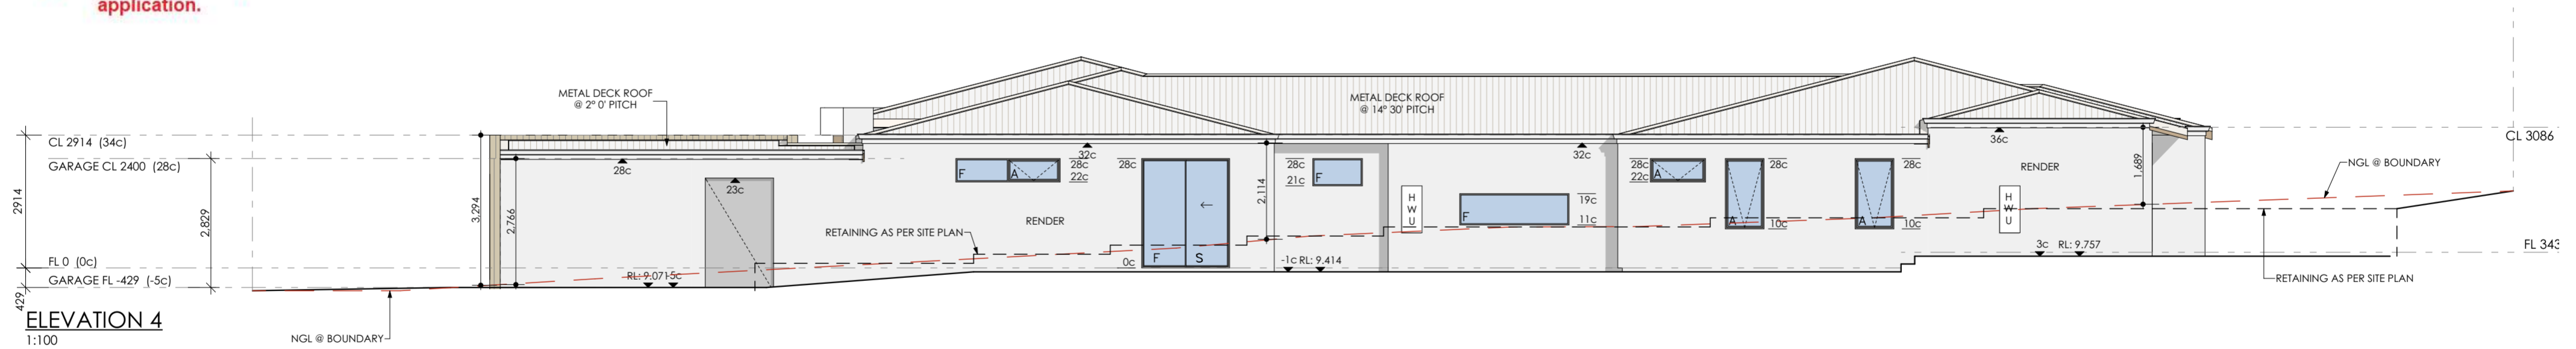 application.
METAL DECK ROOF
@ 2° 0' PITCH
METAL DECK ROOF
@ 14° 30' PITCH
CL 2914 (34c)
GARAGE CL 2400 (28c)
CL 3086
36c
32c
32c
28c
28c
22c
28c
28c
21c
28c
22c
28c
28c
23c
RENDER
RENDER
NGL @ BOUNDARY
2914
2,829
3,294
2,766
2,114
1,689
F
A
F
A
H
W
U
H
W
U
F
19c
11c
A
10c
A
10c
RETAINING AS PER SITE PLAN
F
S
0c
-1c RL: 9.414
3c RL: 9.757
FL 343
FL 0 (0c)
GARAGE FL -429 (-5c)
429
RETAINING AS PER SITE PLAN
ELEVATION 4
1:100
NGL @ BOUNDARY